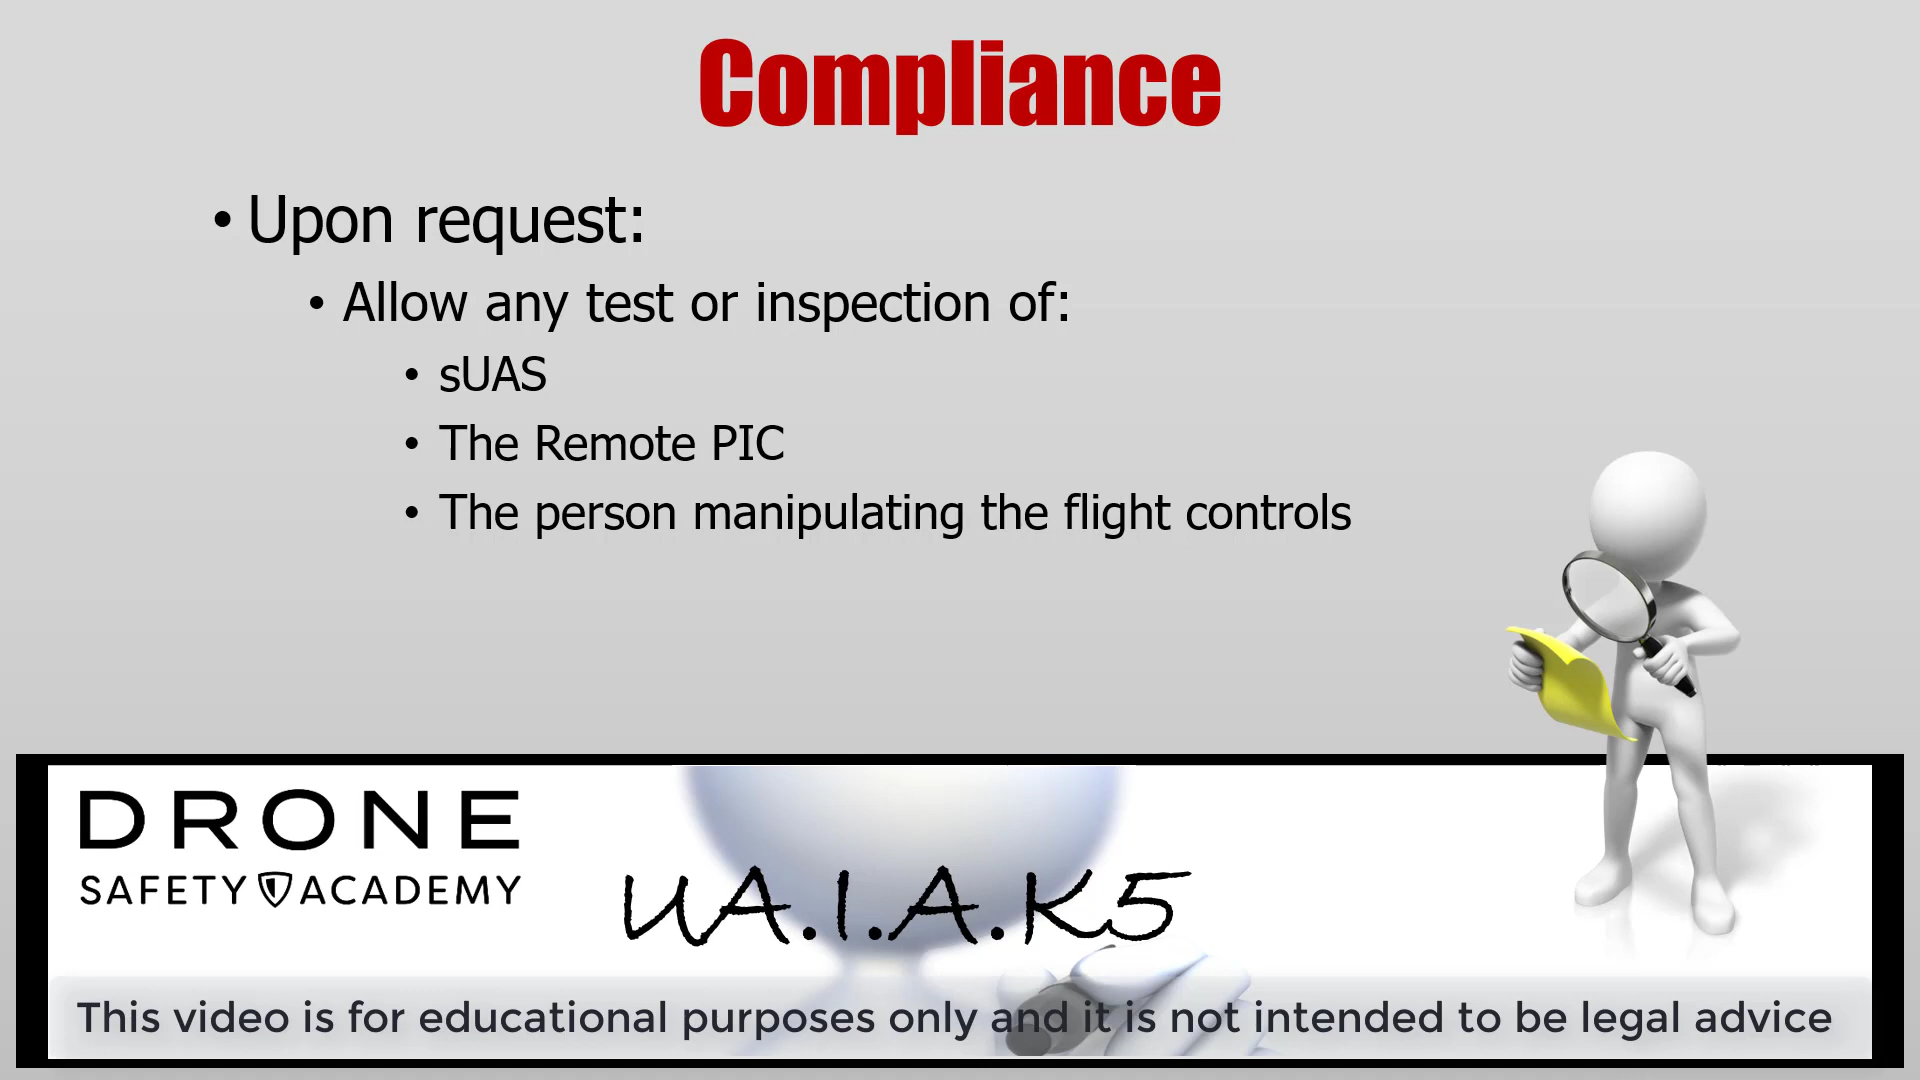 Compliance
• Upon request:
• Allow any test or inspection of:
• sUAS
• The Remote PIC
• The person manipulating the flight controls
DRONE
SAFETY ACADEMY
UA.I.A.K5
This video is for educational purposes only and it is not intended to be legal advice